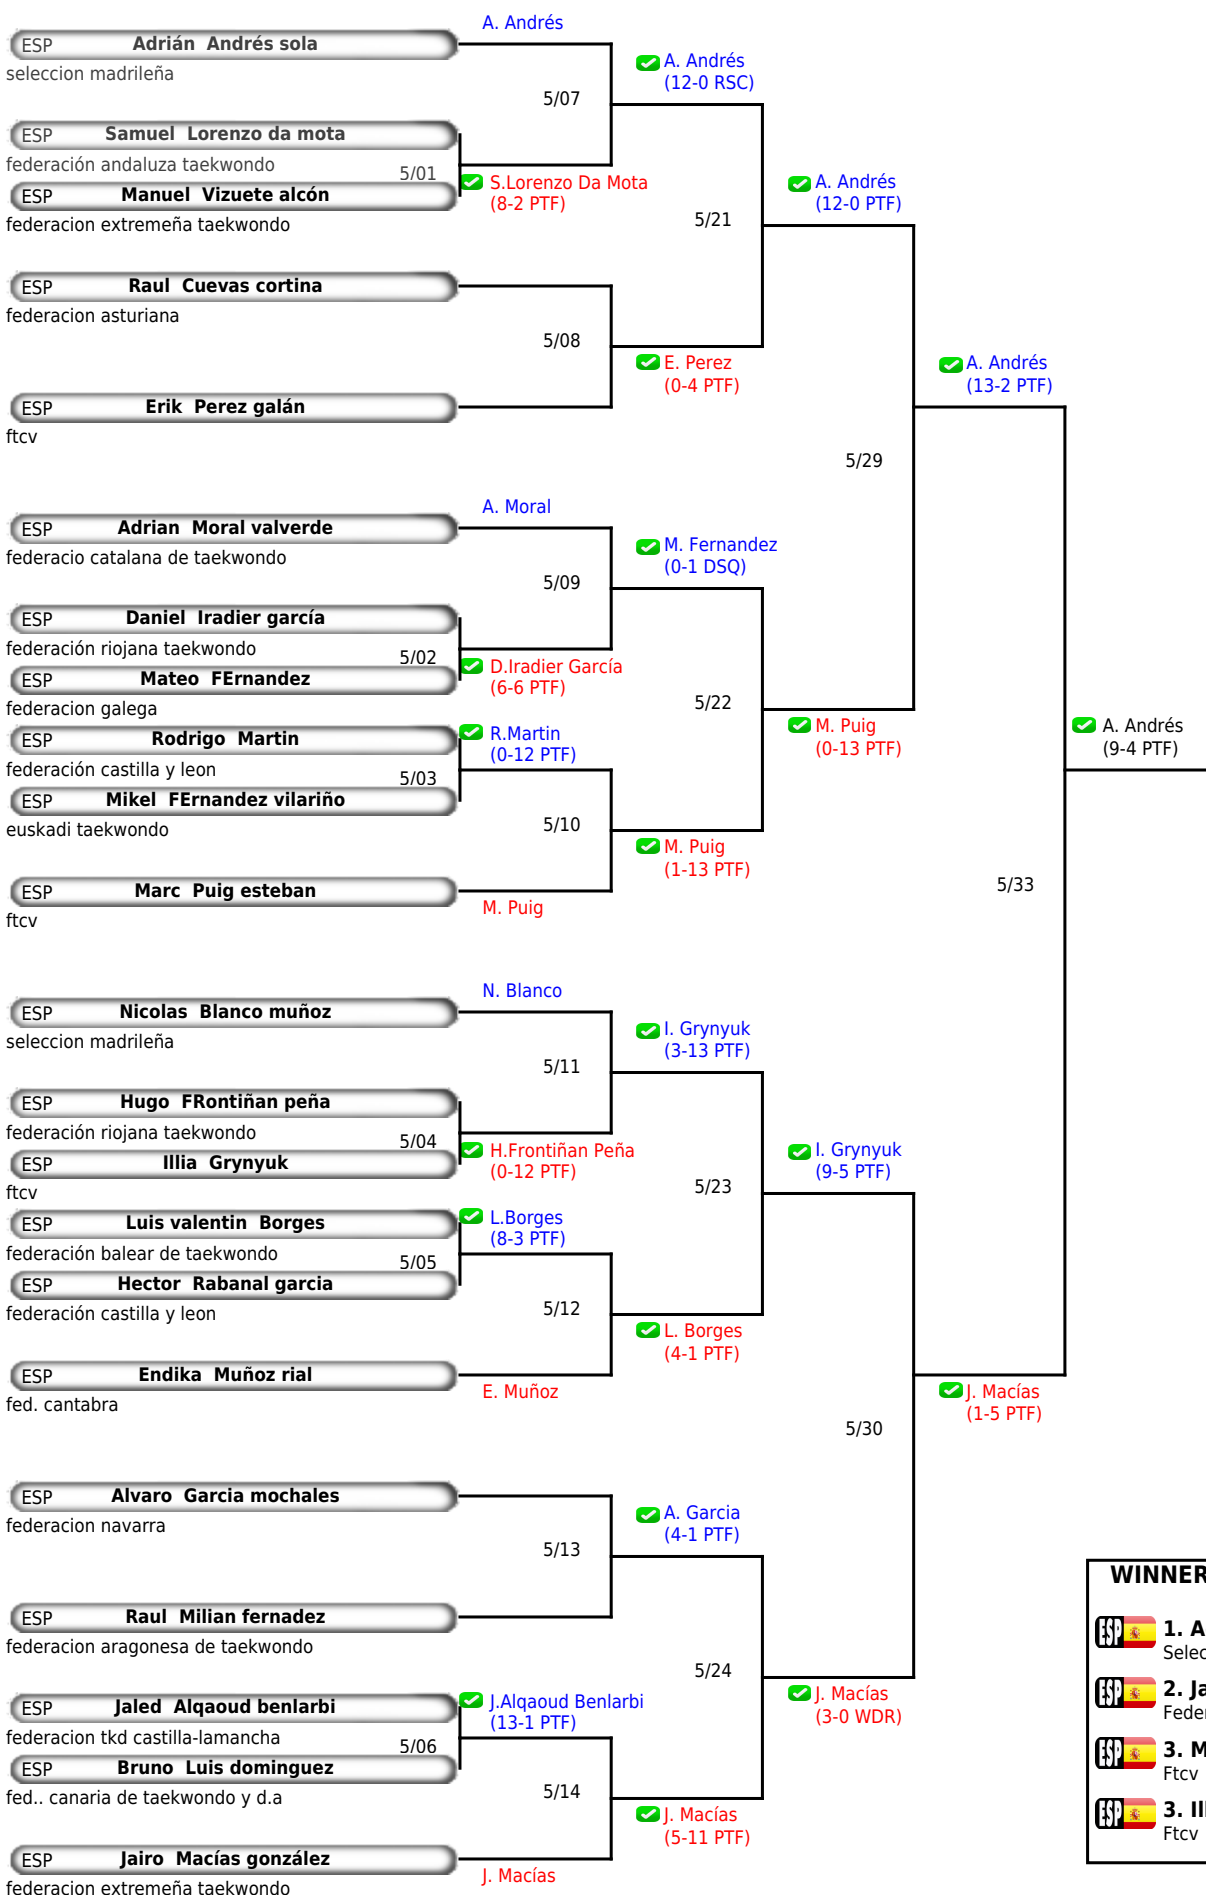 A. Andrés
ESP Adrián Andrés sola
seleccion madrileña
A. Andrés
(12-0 RSC)
5/07
ESP Samuel Lorenzo da mota
federación andaluza taekwondo
5/01
S.Lorenzo Da Mota
(8-2 PTF)
ESP Manuel Vizuete alcón
federacion extremeña taekwondo
A. Andrés
(12-0 PTF)
5/21
ESP Raul Cuevas cortina
federacion asturiana
5/08
E. Perez
(0-4 PTF)
A. Andrés
(13-2 PTF)
ESP Erik Perez galán
ftcv
5/29
A. Moral
ESP Adrian Moral valverde
federacio catalana de taekwondo
M. Fernandez
(0-1 DSQ)
5/09
ESP Daniel Iradier garcía
federación riojana taekwondo
5/02
D.Iradier García
(6-6 PTF)
ESP Mateo FErnandez
federacion galega
5/22
M. Puig
(0-13 PTF)
A. Andrés
(9-4 PTF)
R.Martin
(0-12 PTF)
ESP Rodrigo Martin
federación castilla y leon
5/03
ESP Mikel FErnandez vilariño
euskadi taekwondo
5/10
M. Puig
(1-13 PTF)
ESP Marc Puig esteban
ftcv
M. Puig
5/33
N. Blanco
ESP Nicolas Blanco muñoz
seleccion madrileña
I. Grynyuk
(3-13 PTF)
5/11
ESP Hugo FRontiñan peña
federación riojana taekwondo
5/04
H.Frontiñan Peña
(0-12 PTF)
ESP Illia Grynyuk
ftcv
I. Grynyuk
(9-5 PTF)
5/23
L.Borges
(8-3 PTF)
ESP Luis valentin Borges
federación balear de taekwondo
5/05
ESP Hector Rabanal garcia
federación castilla y leon
5/12
L. Borges
(4-1 PTF)
ESP Endika Muñoz rial
fed. cantabra
E. Muñoz
J. Macías
(1-5 PTF)
5/30
ESP Alvaro Garcia mochales
federacion navarra
A. Garcia
(4-1 PTF)
5/13
ESP Raul Milian fernadez
federacion aragonesa de taekwondo
5/24
J. Macías
(3-0 WDR)
J.Alqaoud Benlarbi
(13-1 PTF)
ESP Jaled Alqaoud benlarbi
federacion tkd castilla-lamancha
5/06
ESP Bruno Luis dominguez
fed.. canaria de taekwondo y d.a
5/14
J. Macías
(5-11 PTF)
ESP Jairo Macías gonzález
federacion extremeña taekwondo
J. Macías
WINNER
ESP 1. A
Selec
ESP 2. Ja
Feder
ESP 3. M
Ftcv
ESP 3. Ill
Ftcv